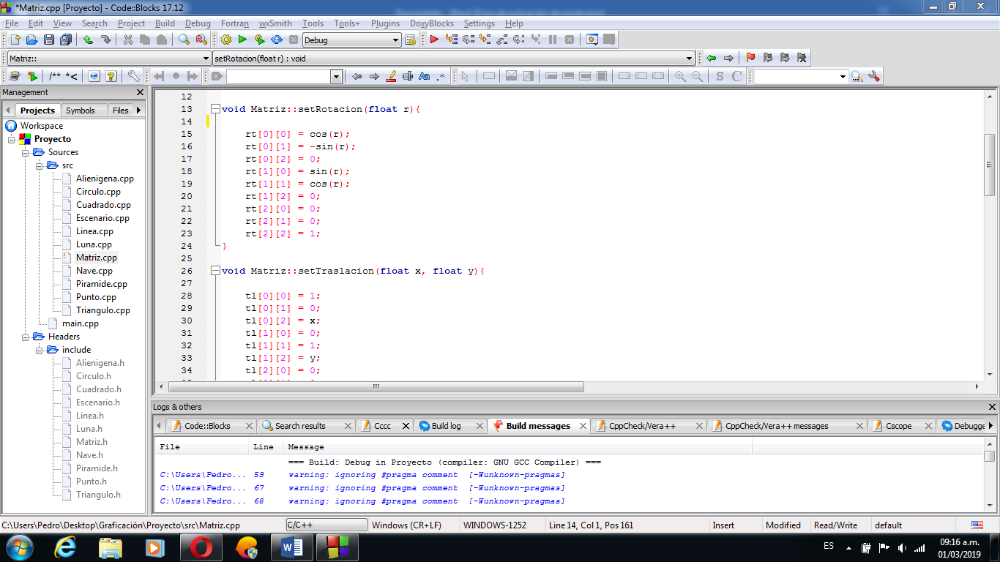 *Matriz.cpp [Proyecto] - Code::Blocks 17.12
File Edit View Search Project Build Debug Fortran wxSmith Tools Tools+ Plugins DoxyBlocks Settings Help
Debug
Matriz:: setRotacion(float r) : void
/** *<
Management
Projects Symbols Files
Workspace
Proyecto
Sources
src
Alienigena.cpp
Circulo.cpp
Cuadrado.cpp
Escenario.cpp
Linea.cpp
Luna.cpp
Matriz.cpp
Nave.cpp
Piramide.cpp
Punto.cpp
Triangulo.cpp
main.cpp
Headers
include
Alienigena.h
Circulo.h
Cuadrado.h
Escenario.h
Linea.h
Luna.h
Matriz.h
Nave.h
Piramide.h
Punto.h
Triangulo.h
12
13 void Matriz::setRotacion(float r){
14
15 rt[0][0] = cos(r);
16 rt[0][1] = -sin(r);
17 rt[0][2] = 0;
18 rt[1][0] = sin(r);
19 rt[1][1] = cos(r);
20 rt[1][2] = 0;
21 rt[2][0] = 0;
22 rt[2][1] = 0;
23 rt[2][2] = 1;
24 }
25
26 void Matriz::setTraslacion(float x, float y){
27
28 tl[0][0] = 1;
29 tl[0][1] = 0;
30 tl[0][2] = x;
31 tl[1][0] = 0;
32 tl[1][1] = 1;
33 tl[1][2] = y;
34 tl[2][0] = 0;
Logs & others
Code::Blocks Search results Cccc Build log Build messages CppCheck/Vera++ CppCheck/Vera++ messages Cscope Debugge
File Line Message
=== Build: Debug in Proyecto (compiler: GNU GCC Compiler) ===
C:\Users\Pedro... 59 warning: ignoring #pragma comment [-Wunknown-pragmas]
C:\Users\Pedro... 67 warning: ignoring #pragma comment [-Wunknown-pragmas]
C:\Users\Pedro... 68 warning: ignoring #pragma comment [-Wunknown-pragmas]
C:\Users\Pedro\Desktop\Graficación\Proyecto\src\Matriz.cpp C/C++ Windows (CR+LF) WINDOWS-1252 Line 14, Col 1, Pos 161 Insert Modified Read/Write default
ES 09:16 a.m.
01/03/2019